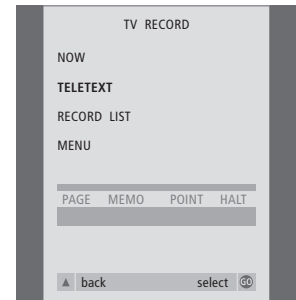 TV RECORD
NOW
TELETEXT
RECORD LIST
MENU
PAGE MEMO POINT HALT
▲ back select GO